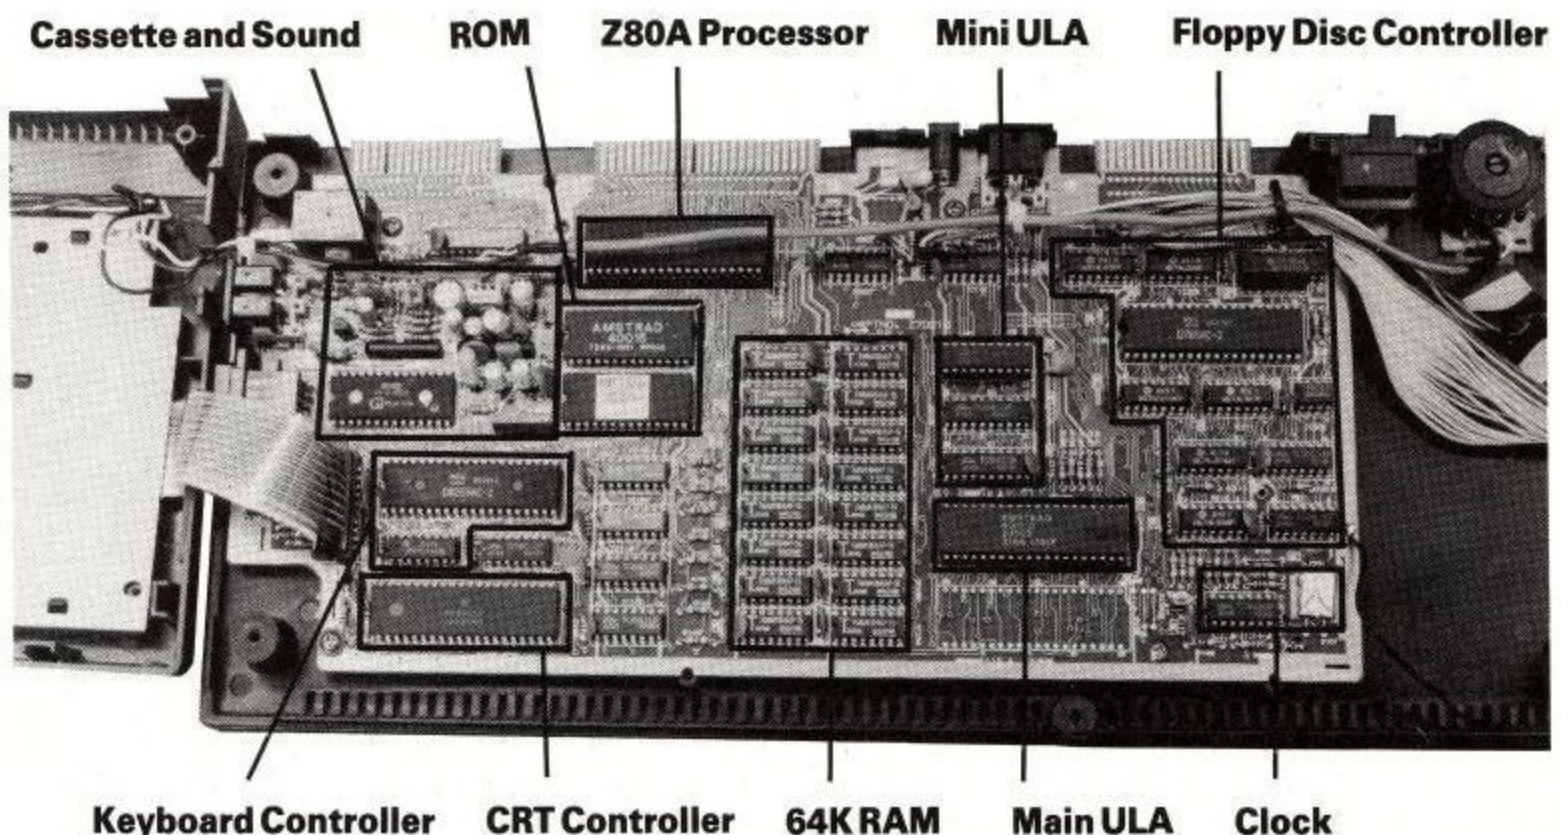 Cassette and Sound
ROM
Z80A Processor
Mini ULA
Floppy Disc Controller
AMSTRAD
40015
Keyboard Controller
CRT Controller
64K RAM
Main ULA
Clock